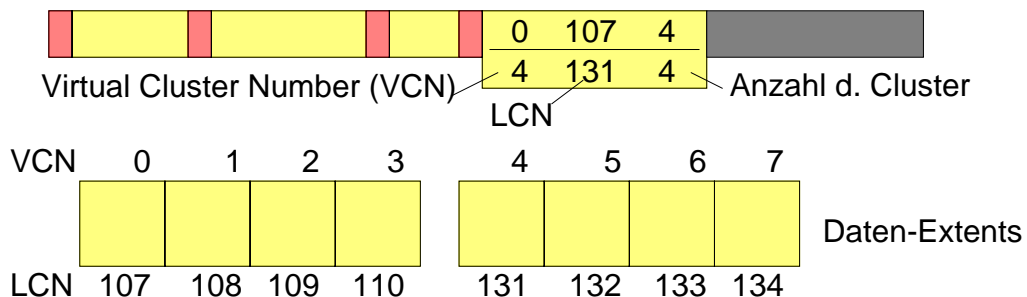 0 107 4
4 131 4
Virtual Cluster Number (VCN)
Anzahl d. Cluster
LCN
VCN 0 1 2 3 4 5 6 7
Daten-Extents
LCN 107 108 109 110 131 132 133 134